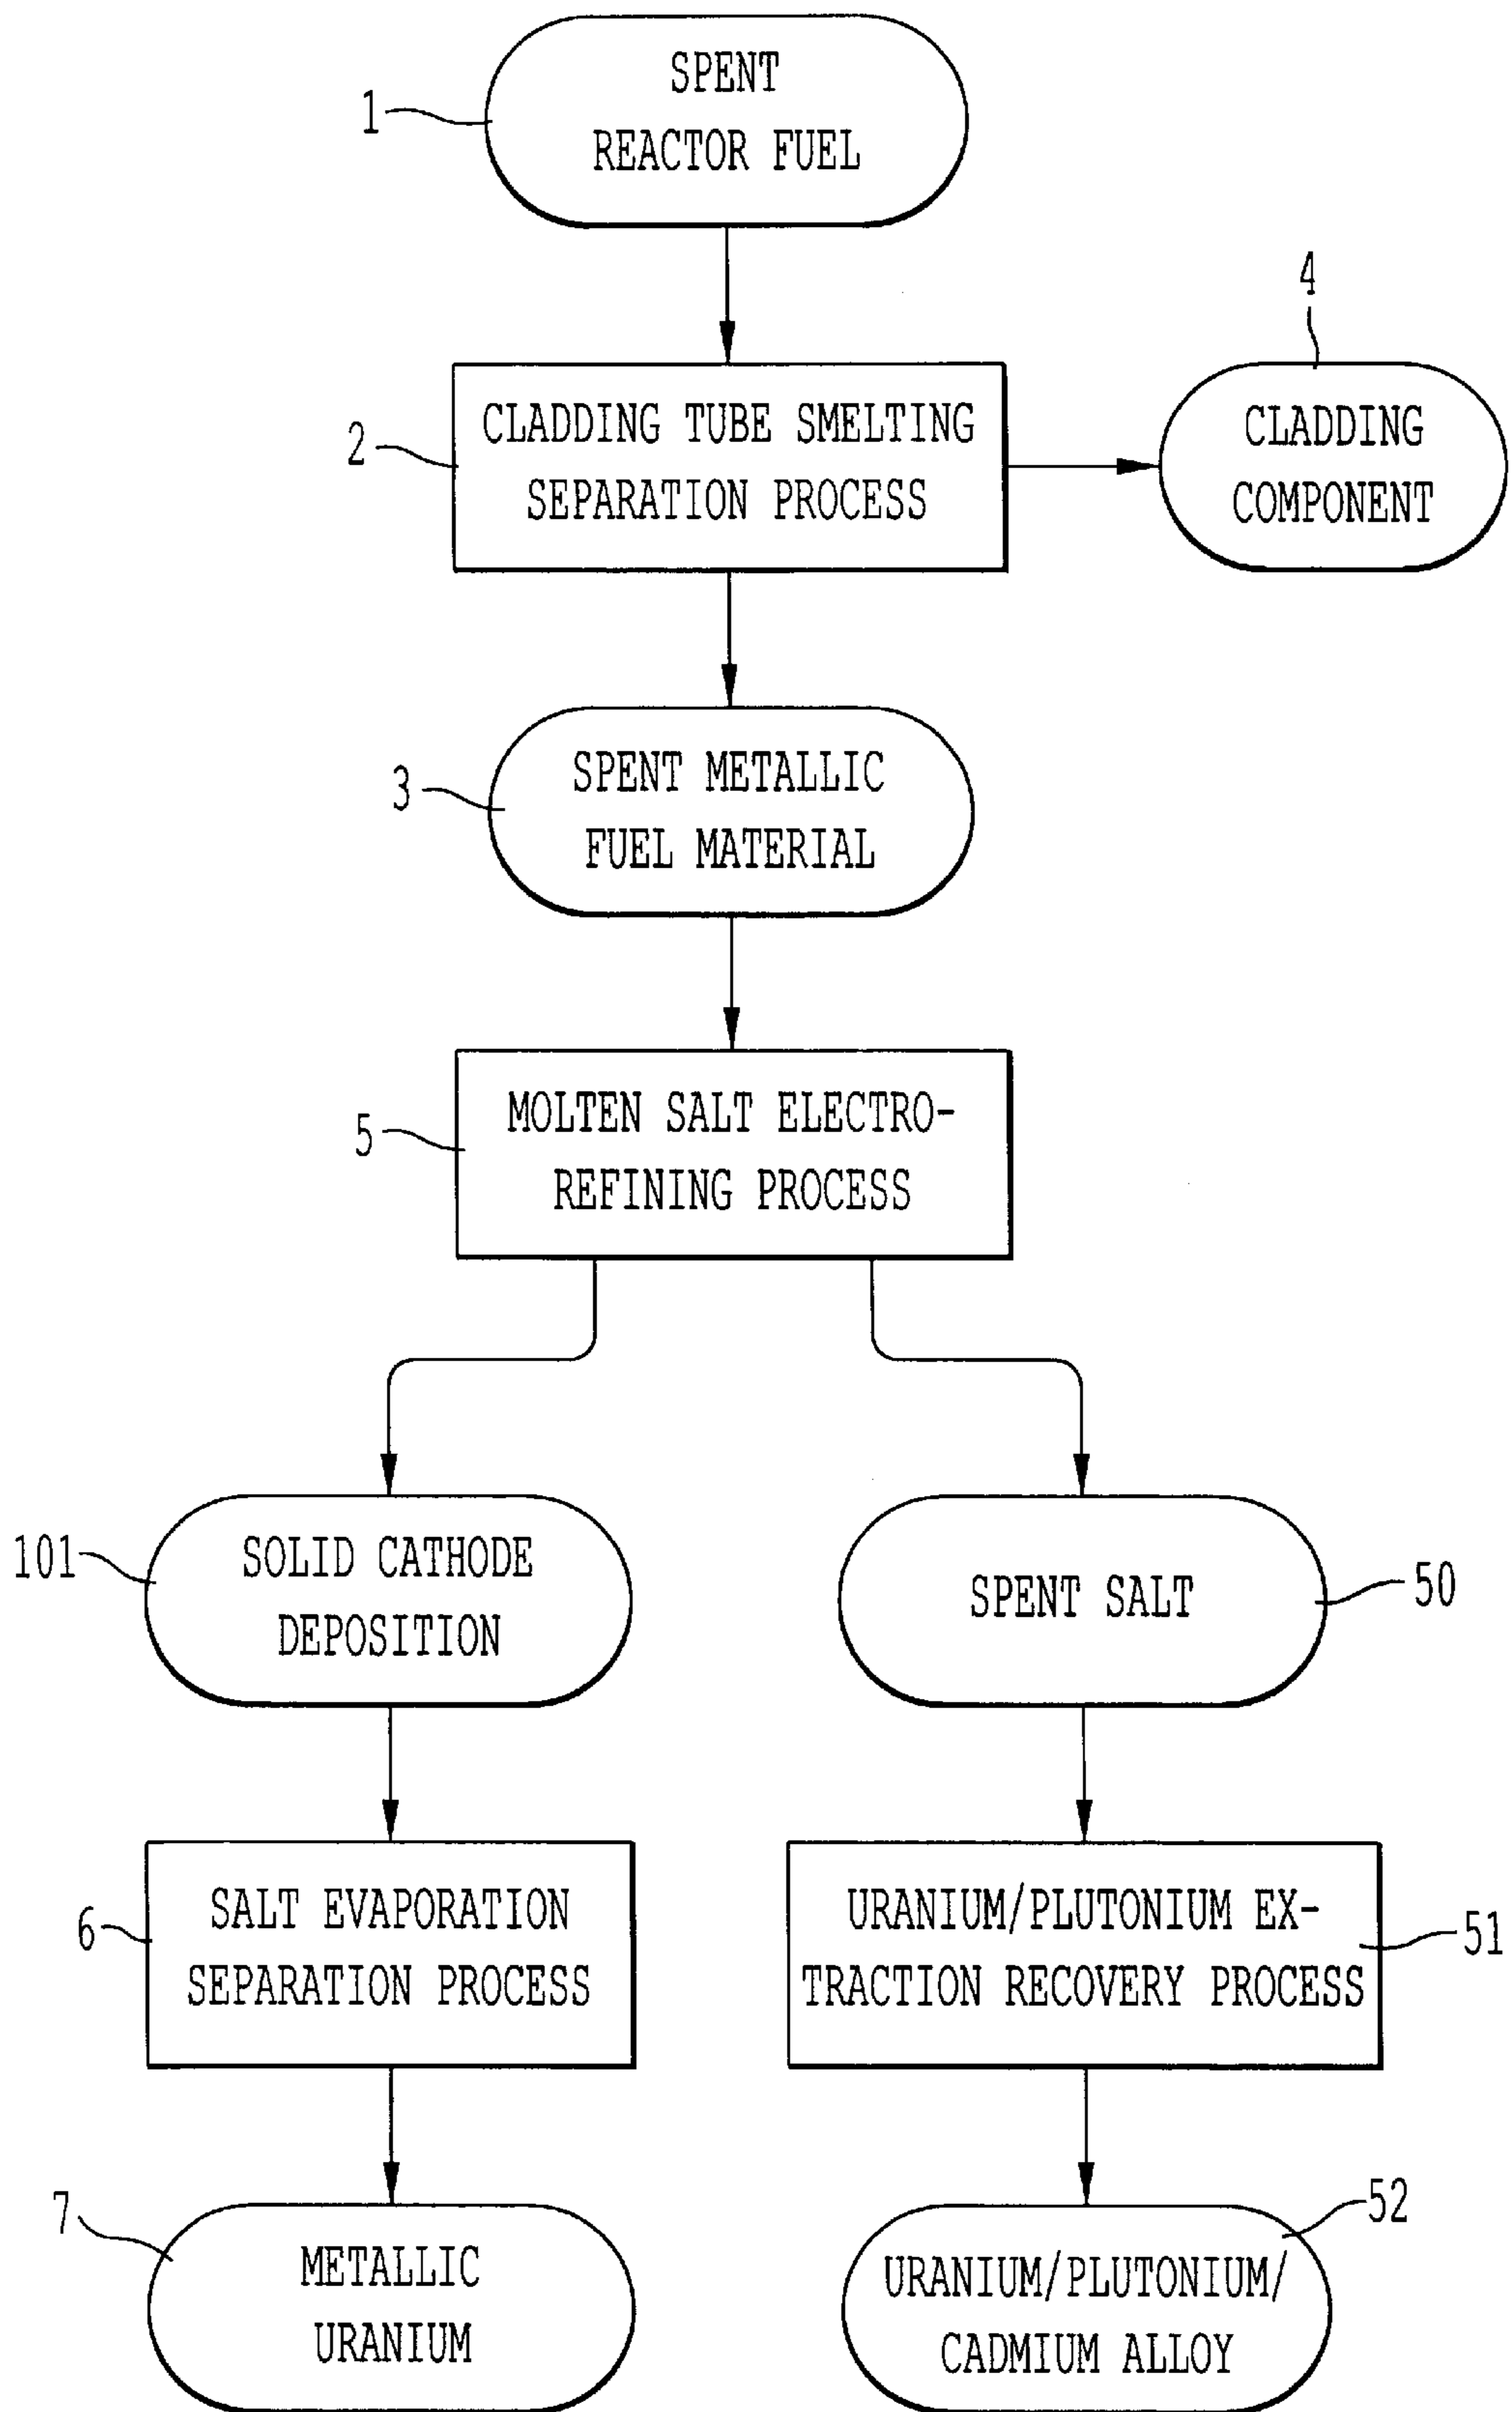 SPENT
REACTOR FUEL
1
4
CLADDING TUBE SMELTING
SEPARATION PROCESS
2
CLADDING
COMPONENT
SPENT METALLIC
FUEL MATERIAL
3
MOLTEN SALT ELECTRO-
REFINING PROCESS
5
101
SOLID CATHODE
DEPOSITION
SPENT SALT
50
6
SALT EVAPORATION
SEPARATION PROCESS
URANIUM/PLUTONIUM EX-
TRACTION RECOVERY PROCESS
51
7
METALLIC
URANIUM
52
URANIUM/PLUTONIUM/
CADMIUM ALLOY